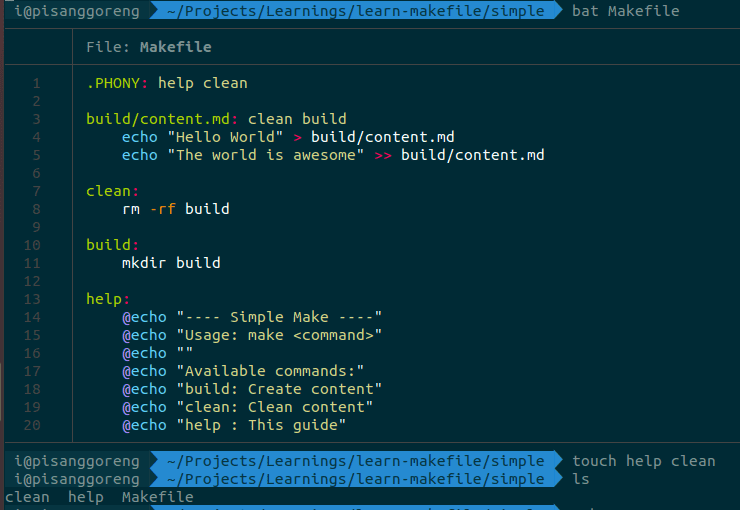 i@pisanggoreng ~/Projects/Learnings/learn-makefile/simple bat Makefile
File: Makefile
1 .PHONY: help clean
2
3 build/content.md: clean build
4 echo "Hello World" > build/content.md
5 echo "The world is awesome" >> build/content.md
6
7 clean:
8 rm -rf build
9
10 build:
11 mkdir build
12
13 help:
14 @echo "---- Simple Make ----"
15 @echo "Usage: make <command>"
16 @echo ""
17 @echo "Available commands:"
18 @echo "build: Create content"
19 @echo "clean: Clean content"
20 @echo "help : This guide"
i@pisanggoreng ~/Projects/Learnings/learn-makefile/simple touch help clean
i@pisanggoreng ~/Projects/Learnings/learn-makefile/simple ls
clean help Makefile